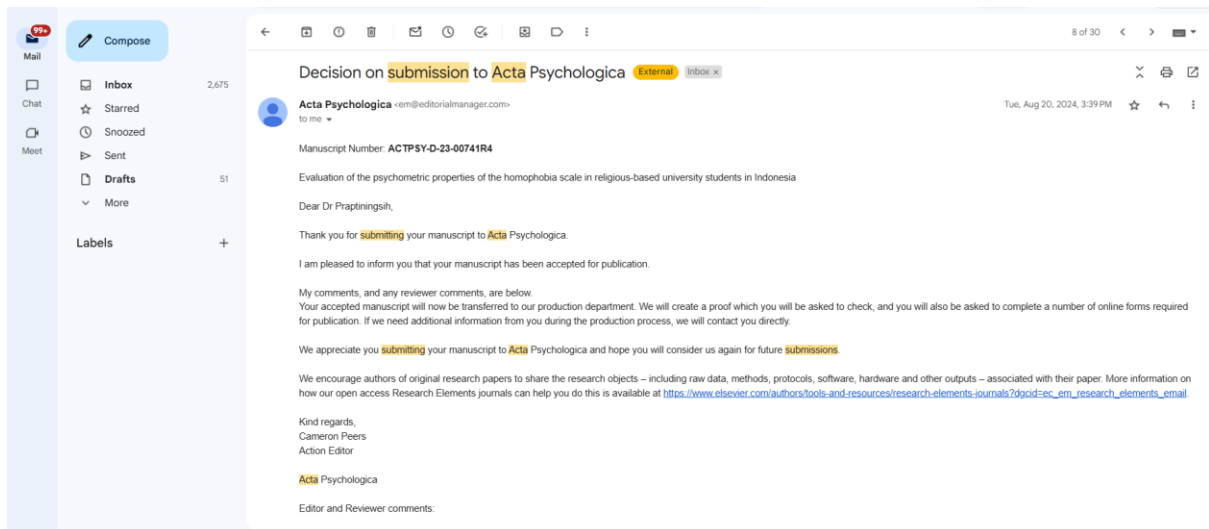 99+
Mail
Chat
Meet
Compose
Inbox 2,675
Starred
Snoozed
Sent
Drafts 51
More
Labels +
8 of 30
Decision on submission to Acta Psychologica External Inbox x
Acta Psychologica <em@editorialmanager.com> Tue, Aug 20, 2024, 3:39 PM
to me
Manuscript Number: ACTPSY-D-23-00741R4
Evaluation of the psychometric properties of the homophobia scale in religious-based university students in Indonesia
Dear Dr Praptiningsih,
Thank you for submitting your manuscript to Acta Psychologica.
I am pleased to inform you that your manuscript has been accepted for publication.
My comments, and any reviewer comments, are below.
Your accepted manuscript will now be transferred to our production department. We will create a proof which you will be asked to check, and you will also be asked to complete a number of online forms required
for publication. If we need additional information from you during the production process, we will contact you directly.
We appreciate you submitting your manuscript to Acta Psychologica and hope you will consider us again for future submissions.
We encourage authors of original research papers to share the research objects – including raw data, methods, protocols, software, hardware and other outputs – associated with their paper. More information on
how our open access Research Elements journals can help you do this is available at https://www.elsevier.com/authors/tools-and-resources/research-elements-journals?dgcid=ec_em_research_elements_email.
Kind regards,
Cameron Peers
Action Editor
Acta Psychologica
Editor and Reviewer comments: